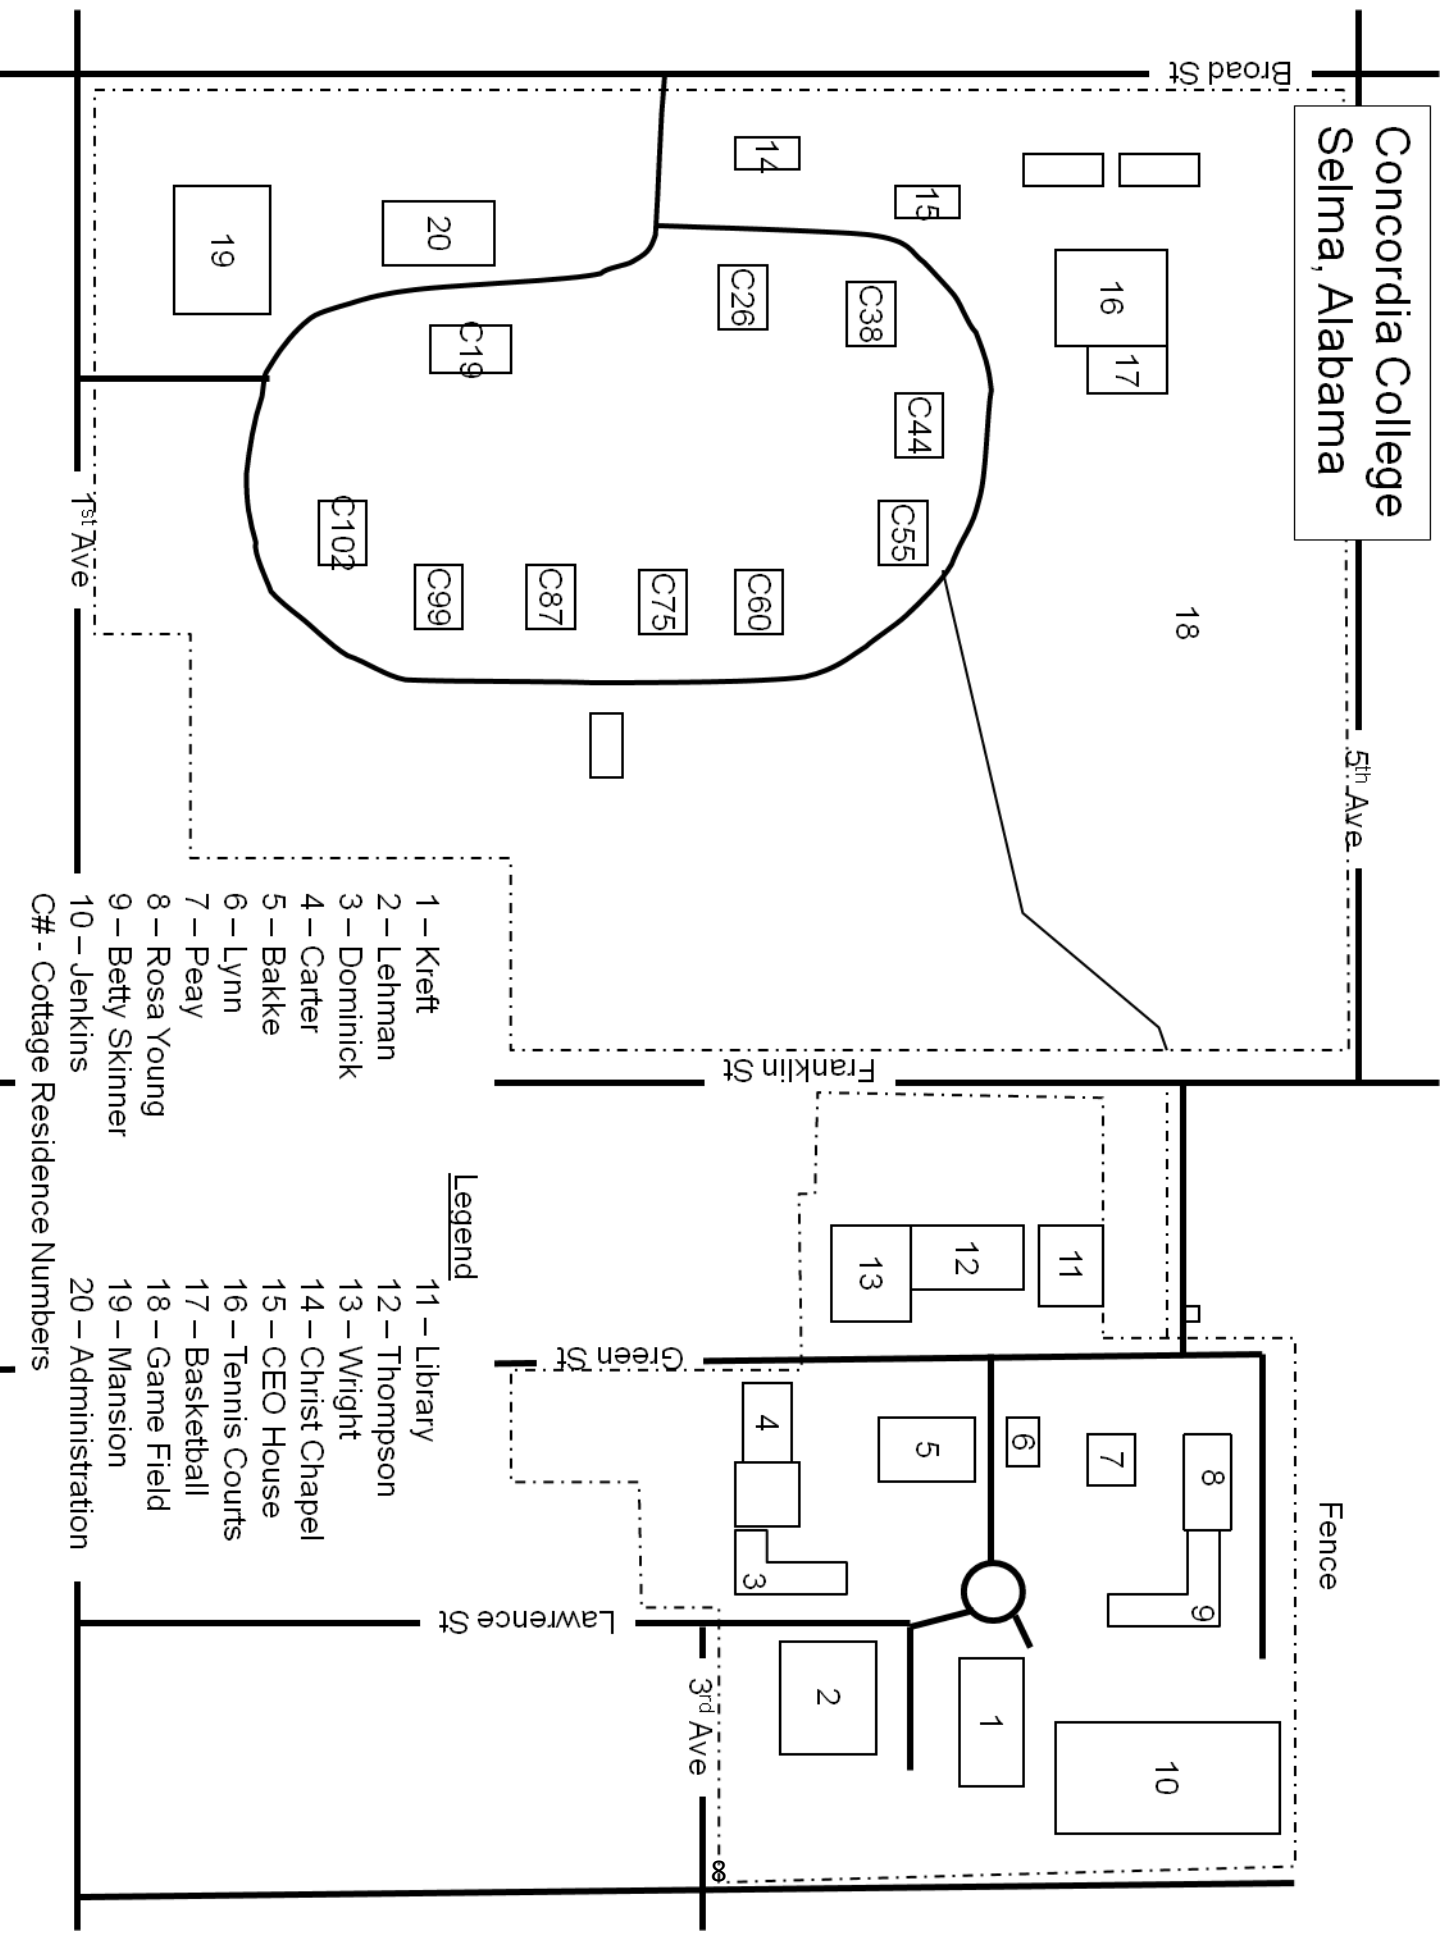 Concordia College
Selma, Alabama
Broad St
5th Ave
1st Ave
Franklin St
Green St
Lawrence St
3rd Ave
Fence
14
15
16
17
18
19
20
C19
C26
C38
C44
C55
C60
C75
C87
C99
C102
11
12
13
4
5
6
7
8
3
9
2
1
10
Legend
1 – Kreft
2 – Lehman
3 – Dominick
4 – Carter
5 – Bakke
6 – Lynn
7 – Peay
8 – Rosa Young
9 – Betty Skinner
10 – Jenkins
C# - Cottage Residence Numbers
11 – Library
12 – Thompson
13 – Wright
14 – Christ Chapel
15 – CEO House
16 – Tennis Courts
17 – Basketball
18 – Game Field
19 – Mansion
20 – Administration